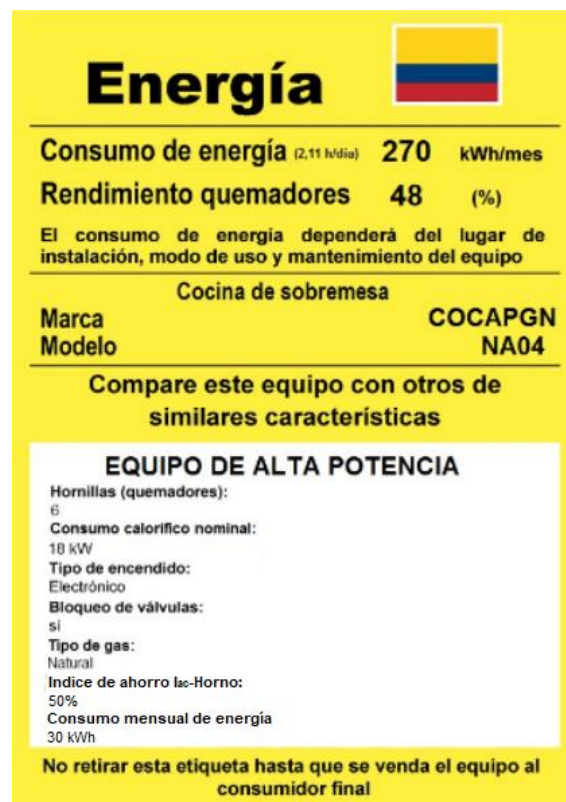 Energía
Consumo de energía (2,11 h/día) 270 kWh/mes
Rendimiento quemadores 48 (%)
El consumo de energía dependerá del lugar de
instalación, modo de uso y mantenimiento del equipo
Cocina de sobremesa
Marca COCAPGN
Modelo NA04
Compare este equipo con otros de
similares características
EQUIPO DE ALTA POTENCIA
Hornillas (quemadores):
6
Consumo calorífico nominal:
18 kW
Tipo de encendido:
Electrónico
Bloqueo de válvulas:
si
Tipo de gas:
Natural
Indice de ahorro Iac-Horno:
50%
Consumo mensual de energía
30 kWh
No retirar esta etiqueta hasta que se venda el equipo al
consumidor final